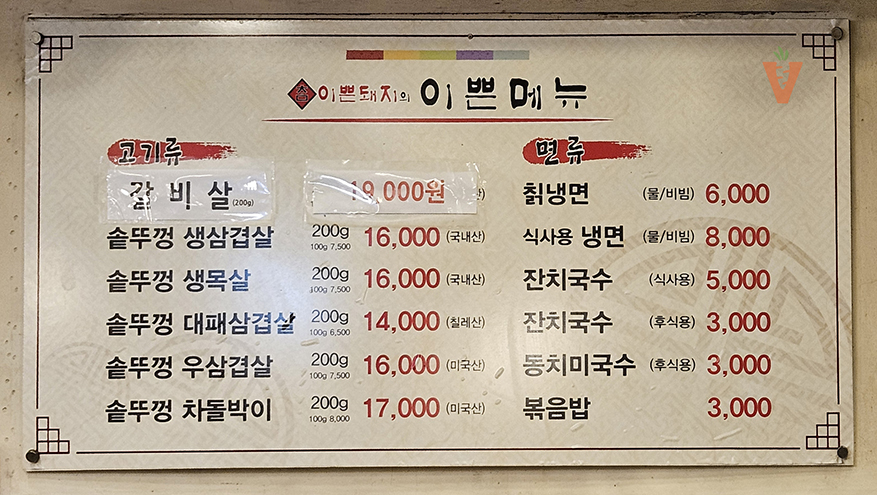 참이쁜돼지의 이쁜메뉴
고기류
갈비살(200g) 19,000원
솥뚜껑 생삼겹살 200g 100g 7,500 16,000 (국내산)
솥뚜껑 생목살 200g 100g 7,500 16,000 (국내산)
솥뚜껑 대패삼겹살 200g 100g 6,500 14,000 (칠레산)
솥뚜껑 우삼겹살 200g 100g 7,500 16,000 (미국산)
솥뚜껑 차돌박이 200g 100g 8,000 17,000 (미국산)
면류
칡냉면 (물/비빔) 6,000
식사용 냉면 (물/비빔) 8,000
잔치국수 (식사용) 5,000
잔치국수 (후식용) 3,000
동치미국수 (후식용) 3,000
볶음밥 3,000